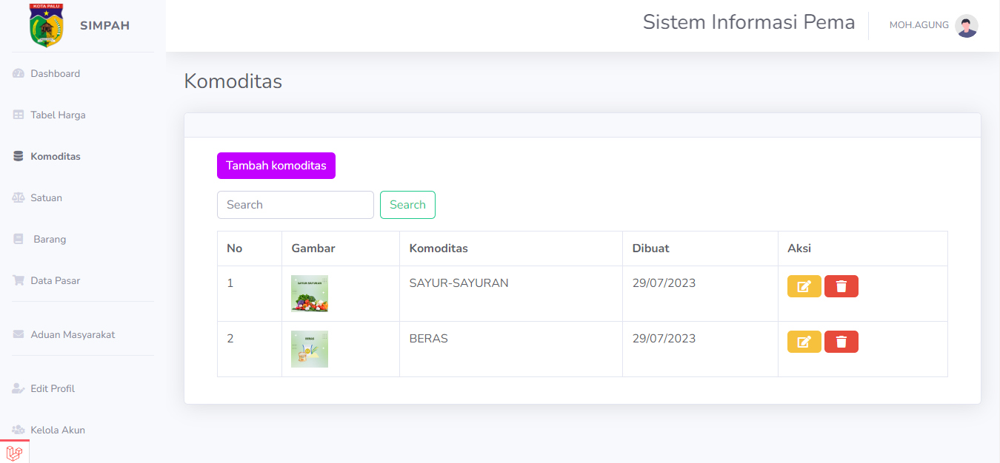 KOTA PALU
SIMPAH
Sistem Informasi Pema
MOH.AGUNG
Dashboard
Tabel Harga
Komoditas
Satuan
Barang
Data Pasar
Aduan Masyarakat
Edit Profil
Kelola Akun
Komoditas
Tambah komoditas
Search Search
No Gambar Komoditas Dibuat Aksi
1 SAYUR-SAYURAN SAYUR-SAYURAN 29/07/2023
2 BERAS BERAS 29/07/2023